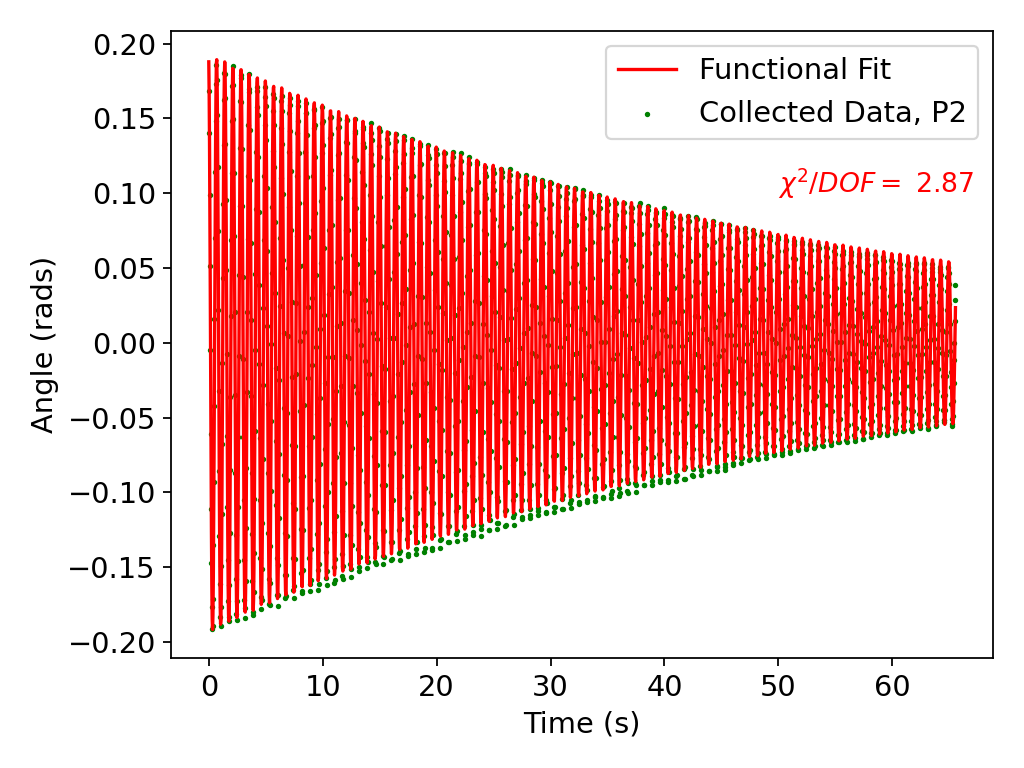 0.20
0.15
0.10
0.05
0.00
−0.05
−0.10
−0.15
−0.20
Angle (rads)
Functional Fit
Collected Data, P2
χ²/DOF = 2.87
0 10 20 30 40 50 60
Time (s)